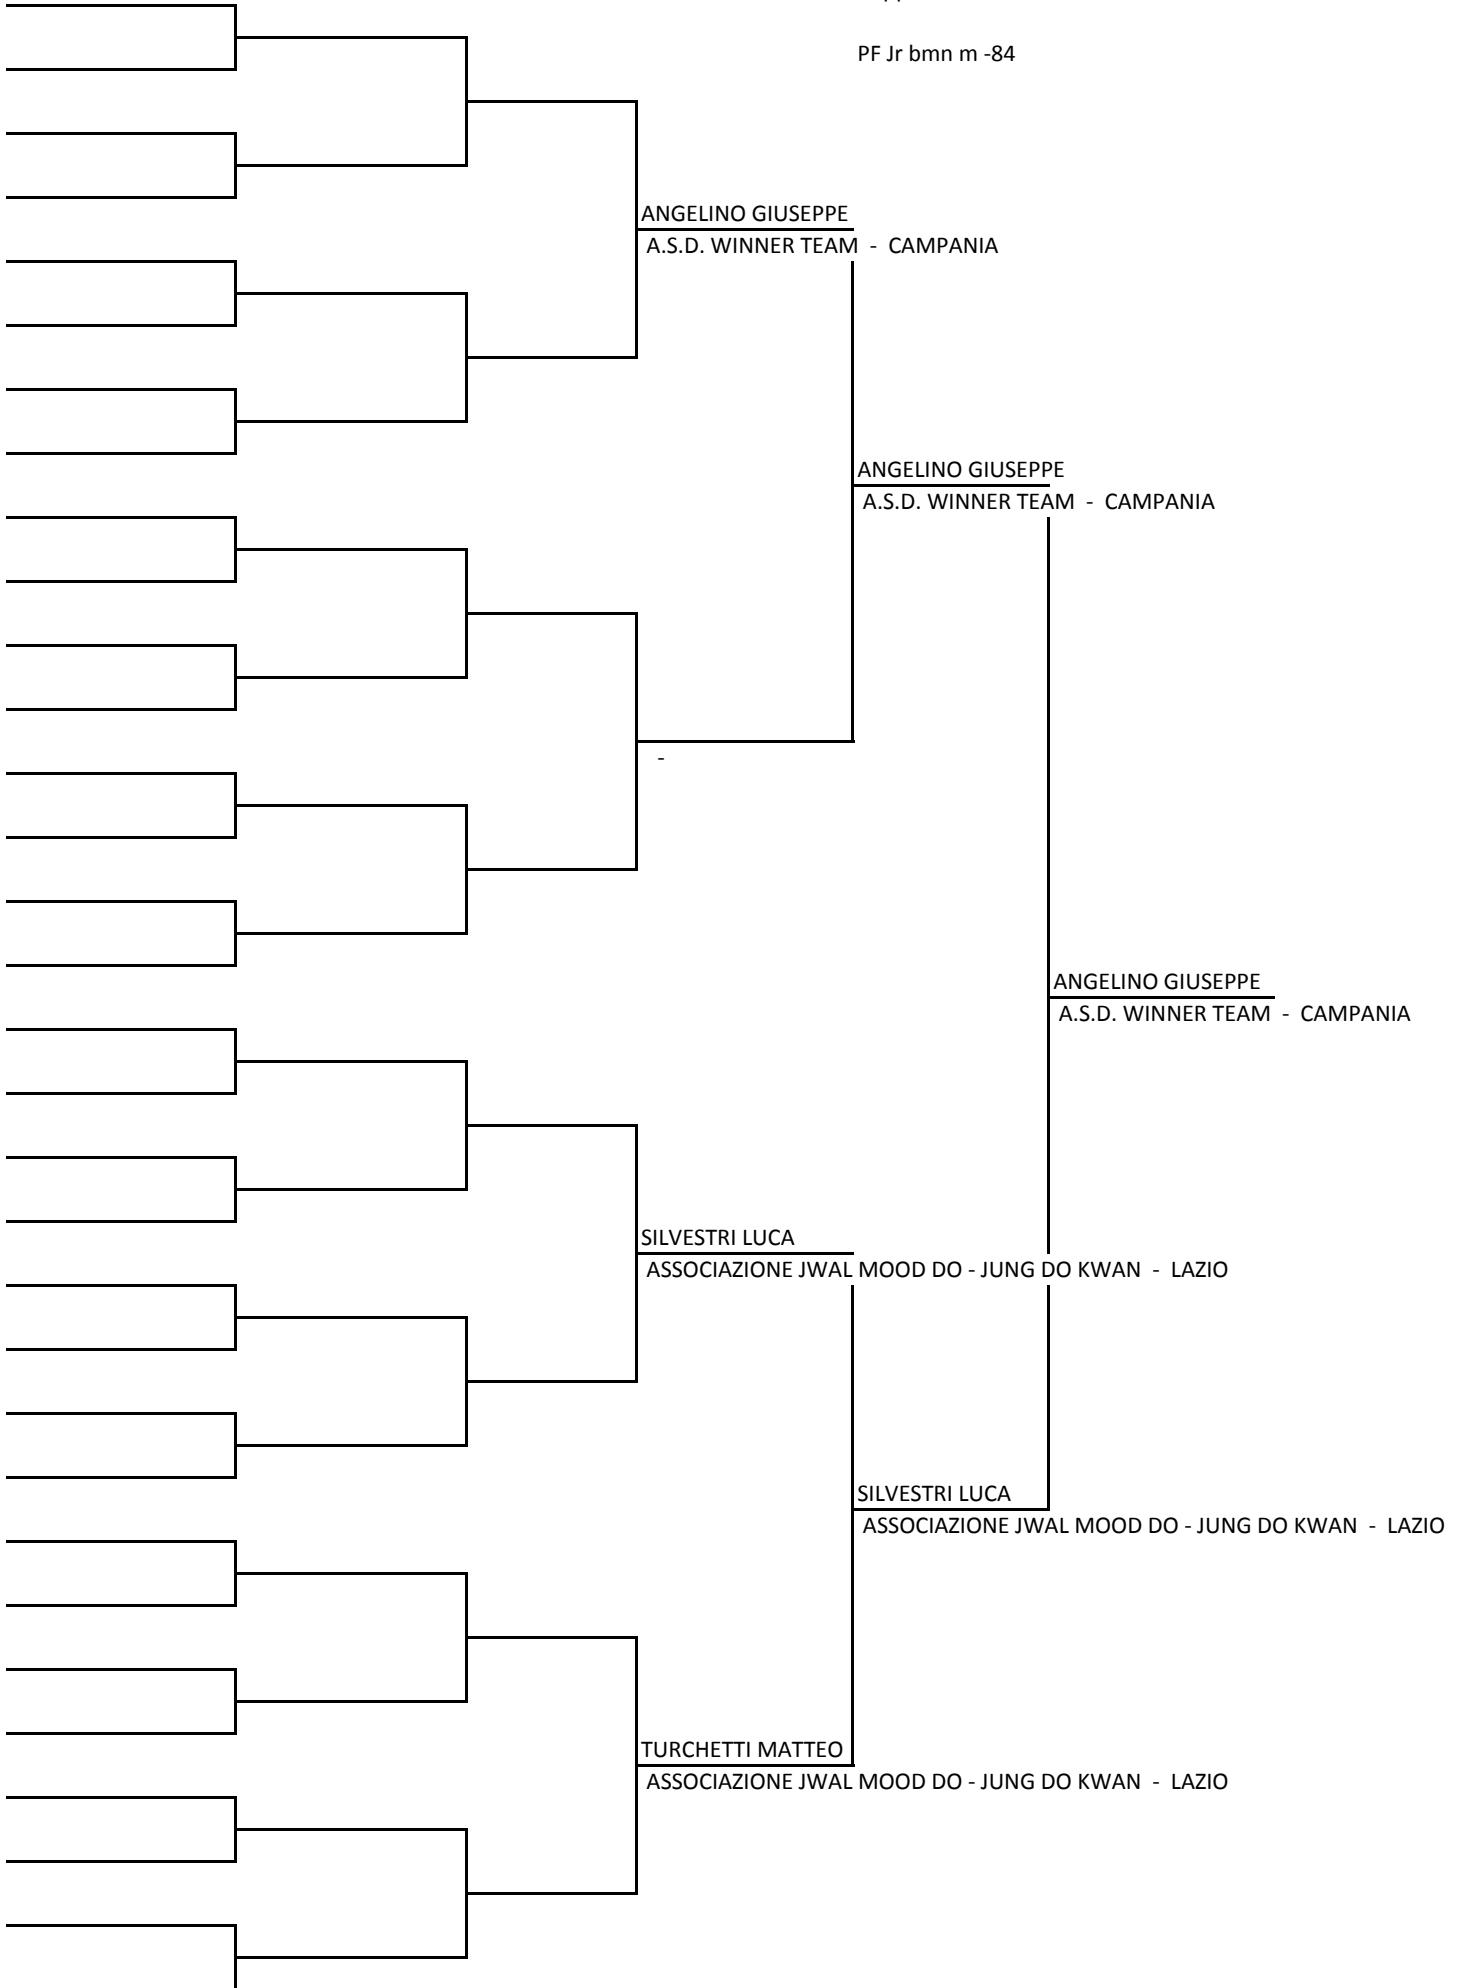 PF Jr bmn m -84
ANGELINO GIUSEPPE
A.S.D. WINNER TEAM - CAMPANIA
ANGELINO GIUSEPPE
A.S.D. WINNER TEAM - CAMPANIA
-
ANGELINO GIUSEPPE
A.S.D. WINNER TEAM - CAMPANIA
SILVESTRI LUCA
ASSOCIAZIONE JWAL MOOD DO - JUNG DO KWAN - LAZIO
SILVESTRI LUCA
ASSOCIAZIONE JWAL MOOD DO - JUNG DO KWAN - LAZIO
TURCHETTI MATTEO
ASSOCIAZIONE JWAL MOOD DO - JUNG DO KWAN - LAZIO